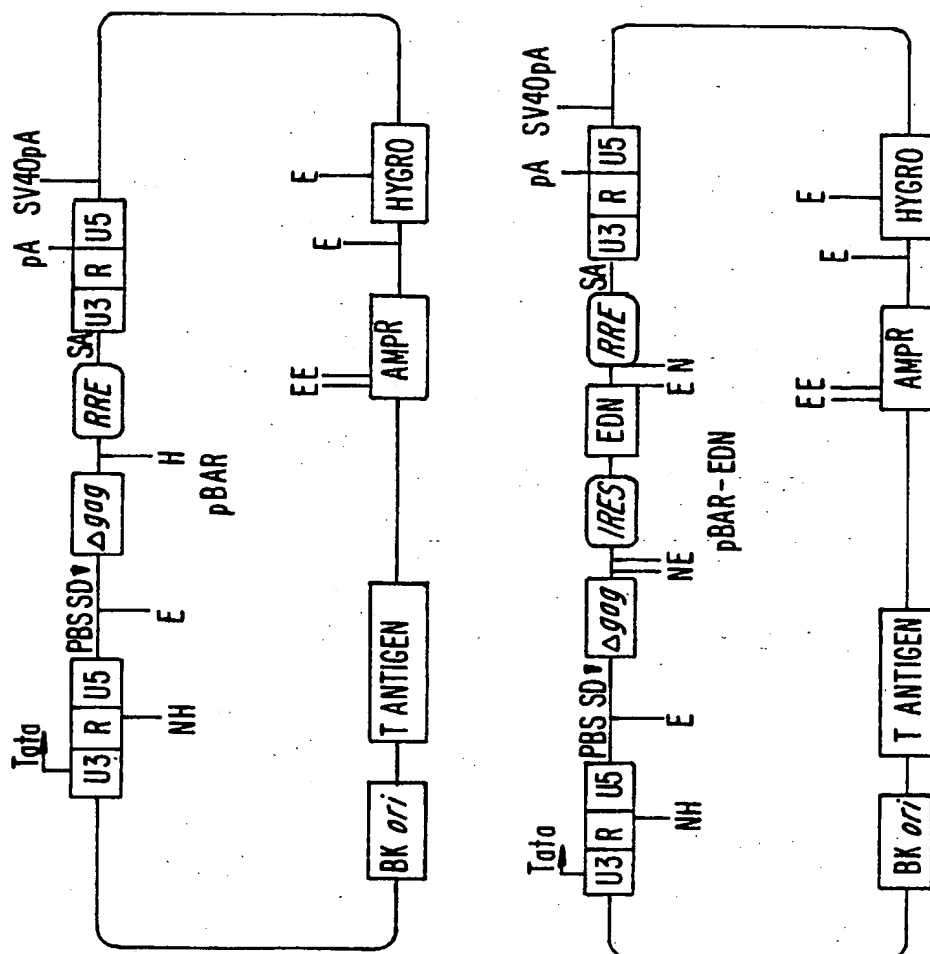 Tata
pA SV40pA
U3 R U5 PBS SD Δgag RRE SA U3 R U5
NH E H
pBAR
EE E E
BK ori T ANTIGEN AMPR HYGRO
Tata
pA SV40pA
U3 R U5 PBS SD Δgag IRES EDN RRE SA U3 R U5
NH E NE E N
pBAR-EDN
EE E E
BK ori T ANTIGEN AMPR HYGRO